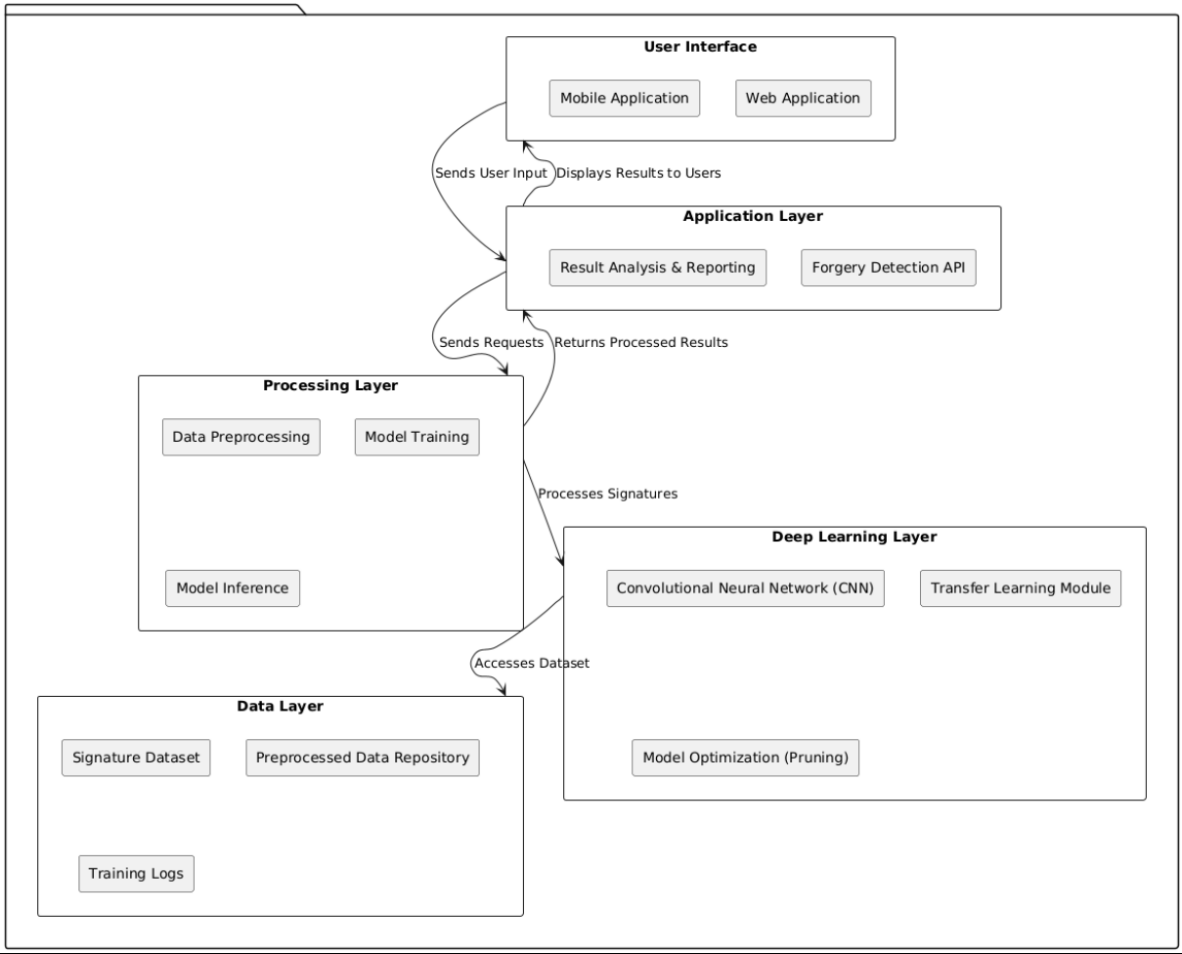 User Interface
Mobile Application
Web Application
Sends User Input
Displays Results to Users
Application Layer
Result Analysis & Reporting
Forgery Detection API
Sends Requests
Returns Processed Results
Processing Layer
Data Preprocessing
Model Training
Processes Signatures
Model Inference
Deep Learning Layer
Convolutional Neural Network (CNN)
Transfer Learning Module
Accesses Dataset
Model Optimization (Pruning)
Data Layer
Signature Dataset
Preprocessed Data Repository
Training Logs